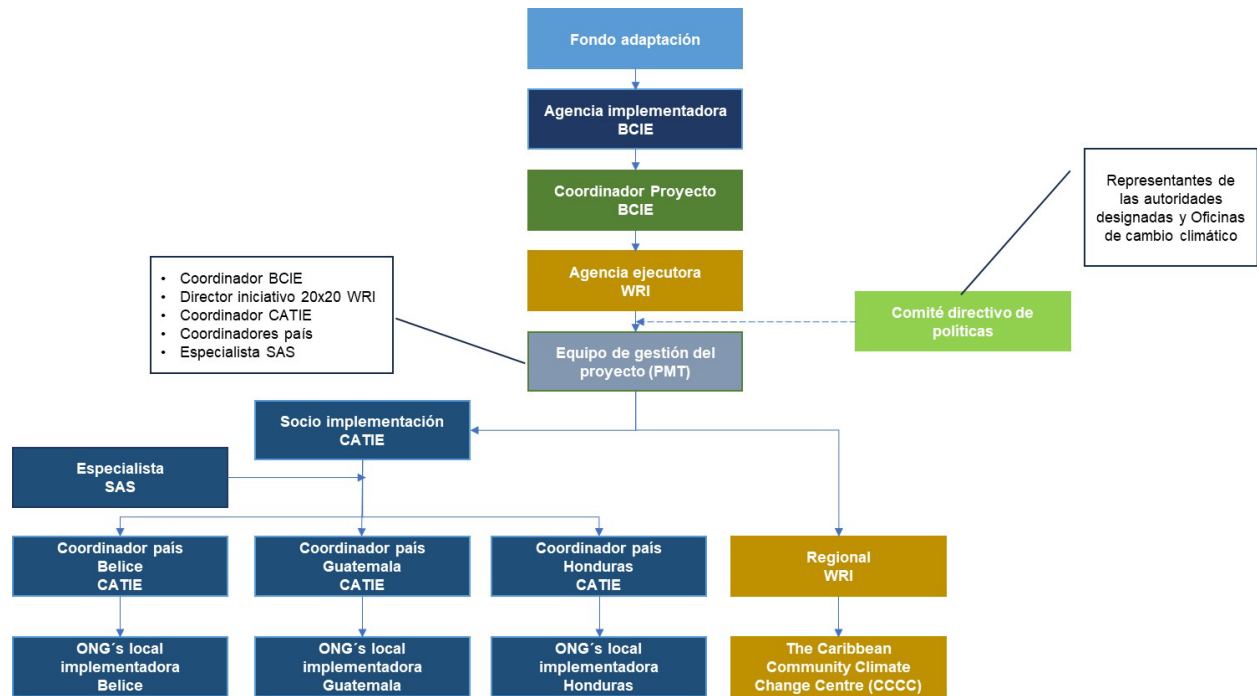 Fondo adaptación
Agencia implementadora
BCIE
Coordinador Proyecto
BCIE
Agencia ejecutora
WRI
Representantes de
las autoridades
designadas y Oficinas
de cambio climático
• Coordinador BCIE
• Director iniciativo 20x20 WRI
• Coordinador CATIE
• Coordinadores país
• Especialista SAS
Comité directivo de
políticas
Equipo de gestión del
proyecto (PMT)
Socio implementación
CATIE
Especialista
SAS
Coordinador país
Belice
CATIE
Coordinador país
Guatemala
CATIE
Coordinador país
Honduras
CATIE
Regional
WRI
ONG´s local
implementadora
Belice
ONG´s local
implementadora
Guatemala
ONG´s local
implementadora
Honduras
The Caribbean
Community Climate
Change Centre (CCCC)